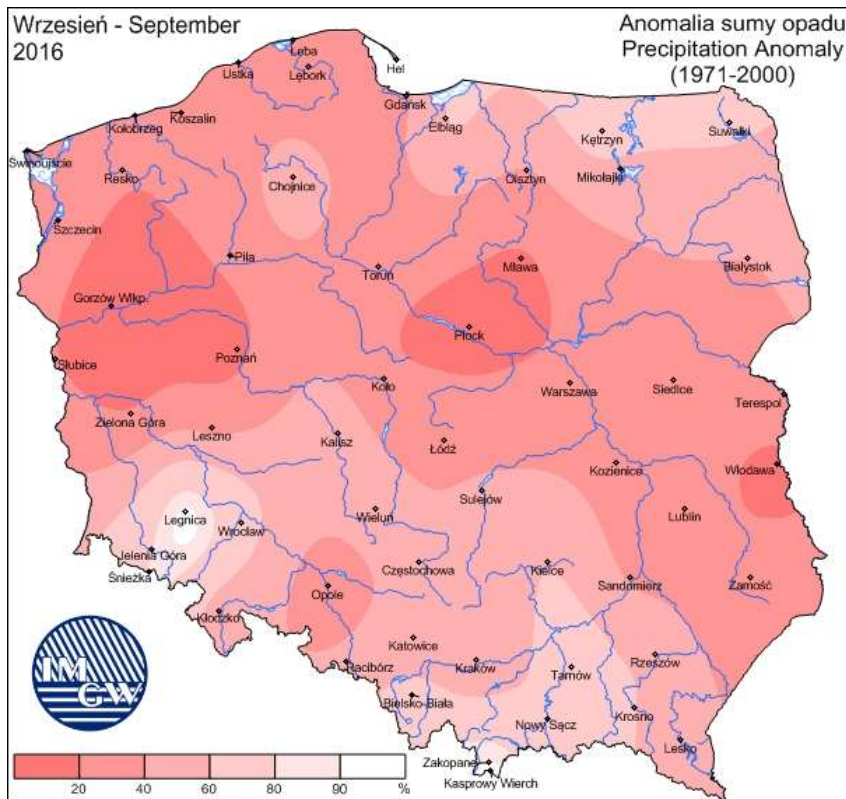 Wrzesień - September
2016
Anomalia sumy opadu
Precipitation Anomaly
(1971-2000)
Łeba
Hel
Ustka
Lębork
Gdańsk
Koszalin
Kołobrzeg
Elbląg
Suwałki
Kętrzyn
Świnoujście
Resko
Chojnice
Olsztyn
Mikołajki
Szczecin
Piła
Toruń
Mława
Białystok
Gorzów Wlkp.
Płock
Słubice
Poznań
Koło
Warszawa
Siedlce
Terespol
Zielona Góra
Leszno
Kalisz
Łódź
Kozienice
Włodawa
Sulejów
Legnica
Wrocław
Wieluń
Lublin
Jelenia Góra
Śnieżka
Częstochowa
Kielce
Sandomierz
Zamość
Opole
Kłodzko
Katowice
Racibórz
Kraków
Tarnów
Rzeszów
Bielsko-Biała
Nowy Sącz
Krosno
Lesko
Zakopane
Kasprowy Wierch
IM
GW
20 40 60 80 90 %